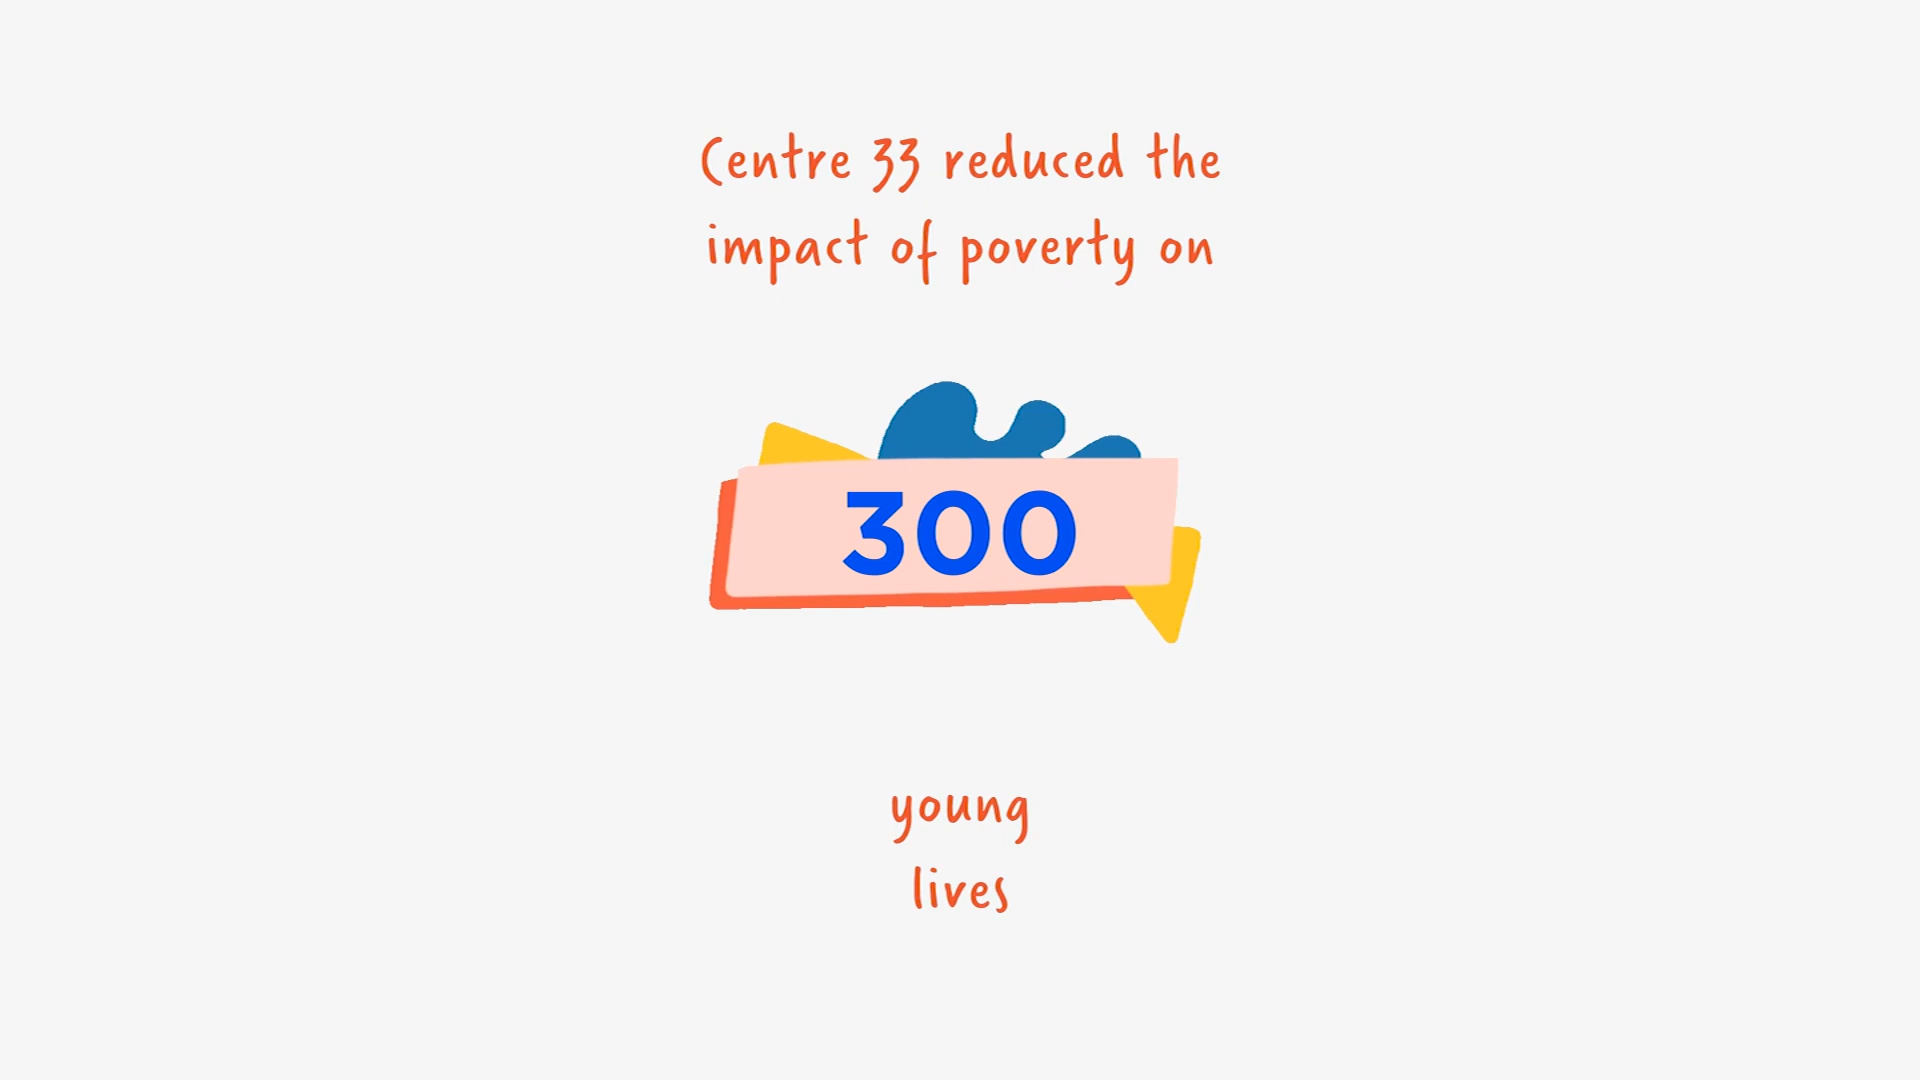 Centre 33 reduced the
impact of poverty on
300
young
lives